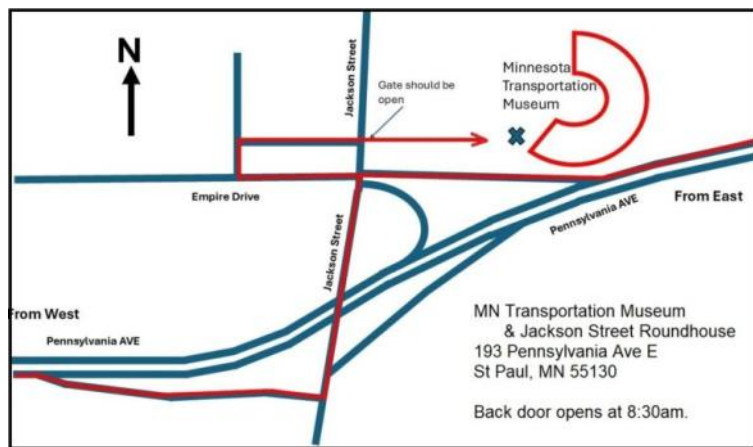 N
Jackson Street
Gate should be
open
Minnesota
Transportation
Museum
Empire Drive
Jackson Street
Pennsylvania AVE
From East
From West
Pennsylvania AVE
MN Transportation Museum
& Jackson Street Roundhouse
193 Pennsylvania Ave E
St Paul, MN 55130
Back door opens at 8:30am.